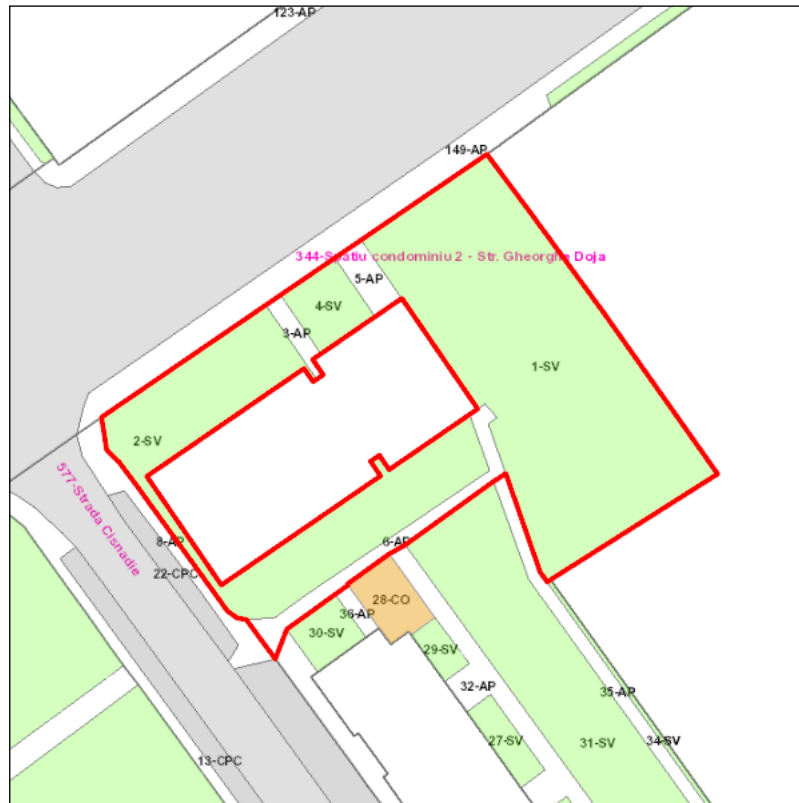 123-AP
149-AP
344-Spatiu condominiu 2 - Str. Gheorghe Doja
5-AP
4-SV
3-AP
1-SV
2-SV
577-Strada Cisnadie
8-AP
6-AP
22-CPC
28-CO
36-AP
30-SV
29-SV
32-AP
35-AP
27-SV
31-SV
34-SV
13-CPC